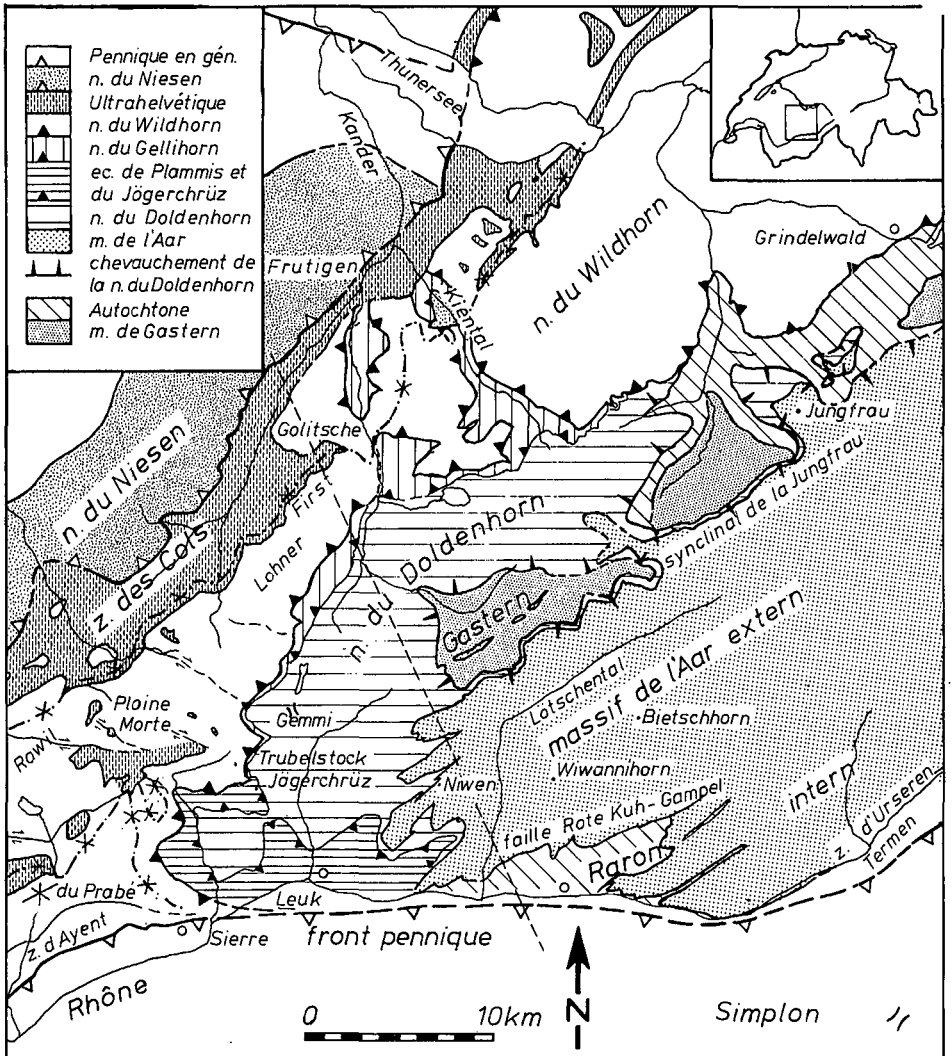 Pennique en gén.
n. du Niesen
Ultrahelvétique
n. du Wildhorn
n. du Gellihorn
ec. de Plammis et
du Jögerchrüz
n. du Doldenhorn
m. de l'Aar
chevauchement de
la n. du Doldenhorn
Autochtone
m. de Gastern
Thunersee
Kander
Grindelwald
n. du Wildhorn
Frutigen
Kiental
Jungfrau
Golitsche
n. du Niesen
First
synclinal de la Jungfrau
z. des Cols
Lohner
n. du Doldenhorn
Gastern
Lötschental
massif de l'Aar extern
Bietschhorn
Ploine
Morte
Gemmi
Rawil
Trubelstock
Jägerchrüz
Niwen
Wiwannihorn
intern
faille Rote Kuh-Gampel
z. d'Urseren
Raron
Termen
du Prabé
Leuk
z. d'Ayent
Sierre
front pennique
Rhône
0 10km
N
Simplon